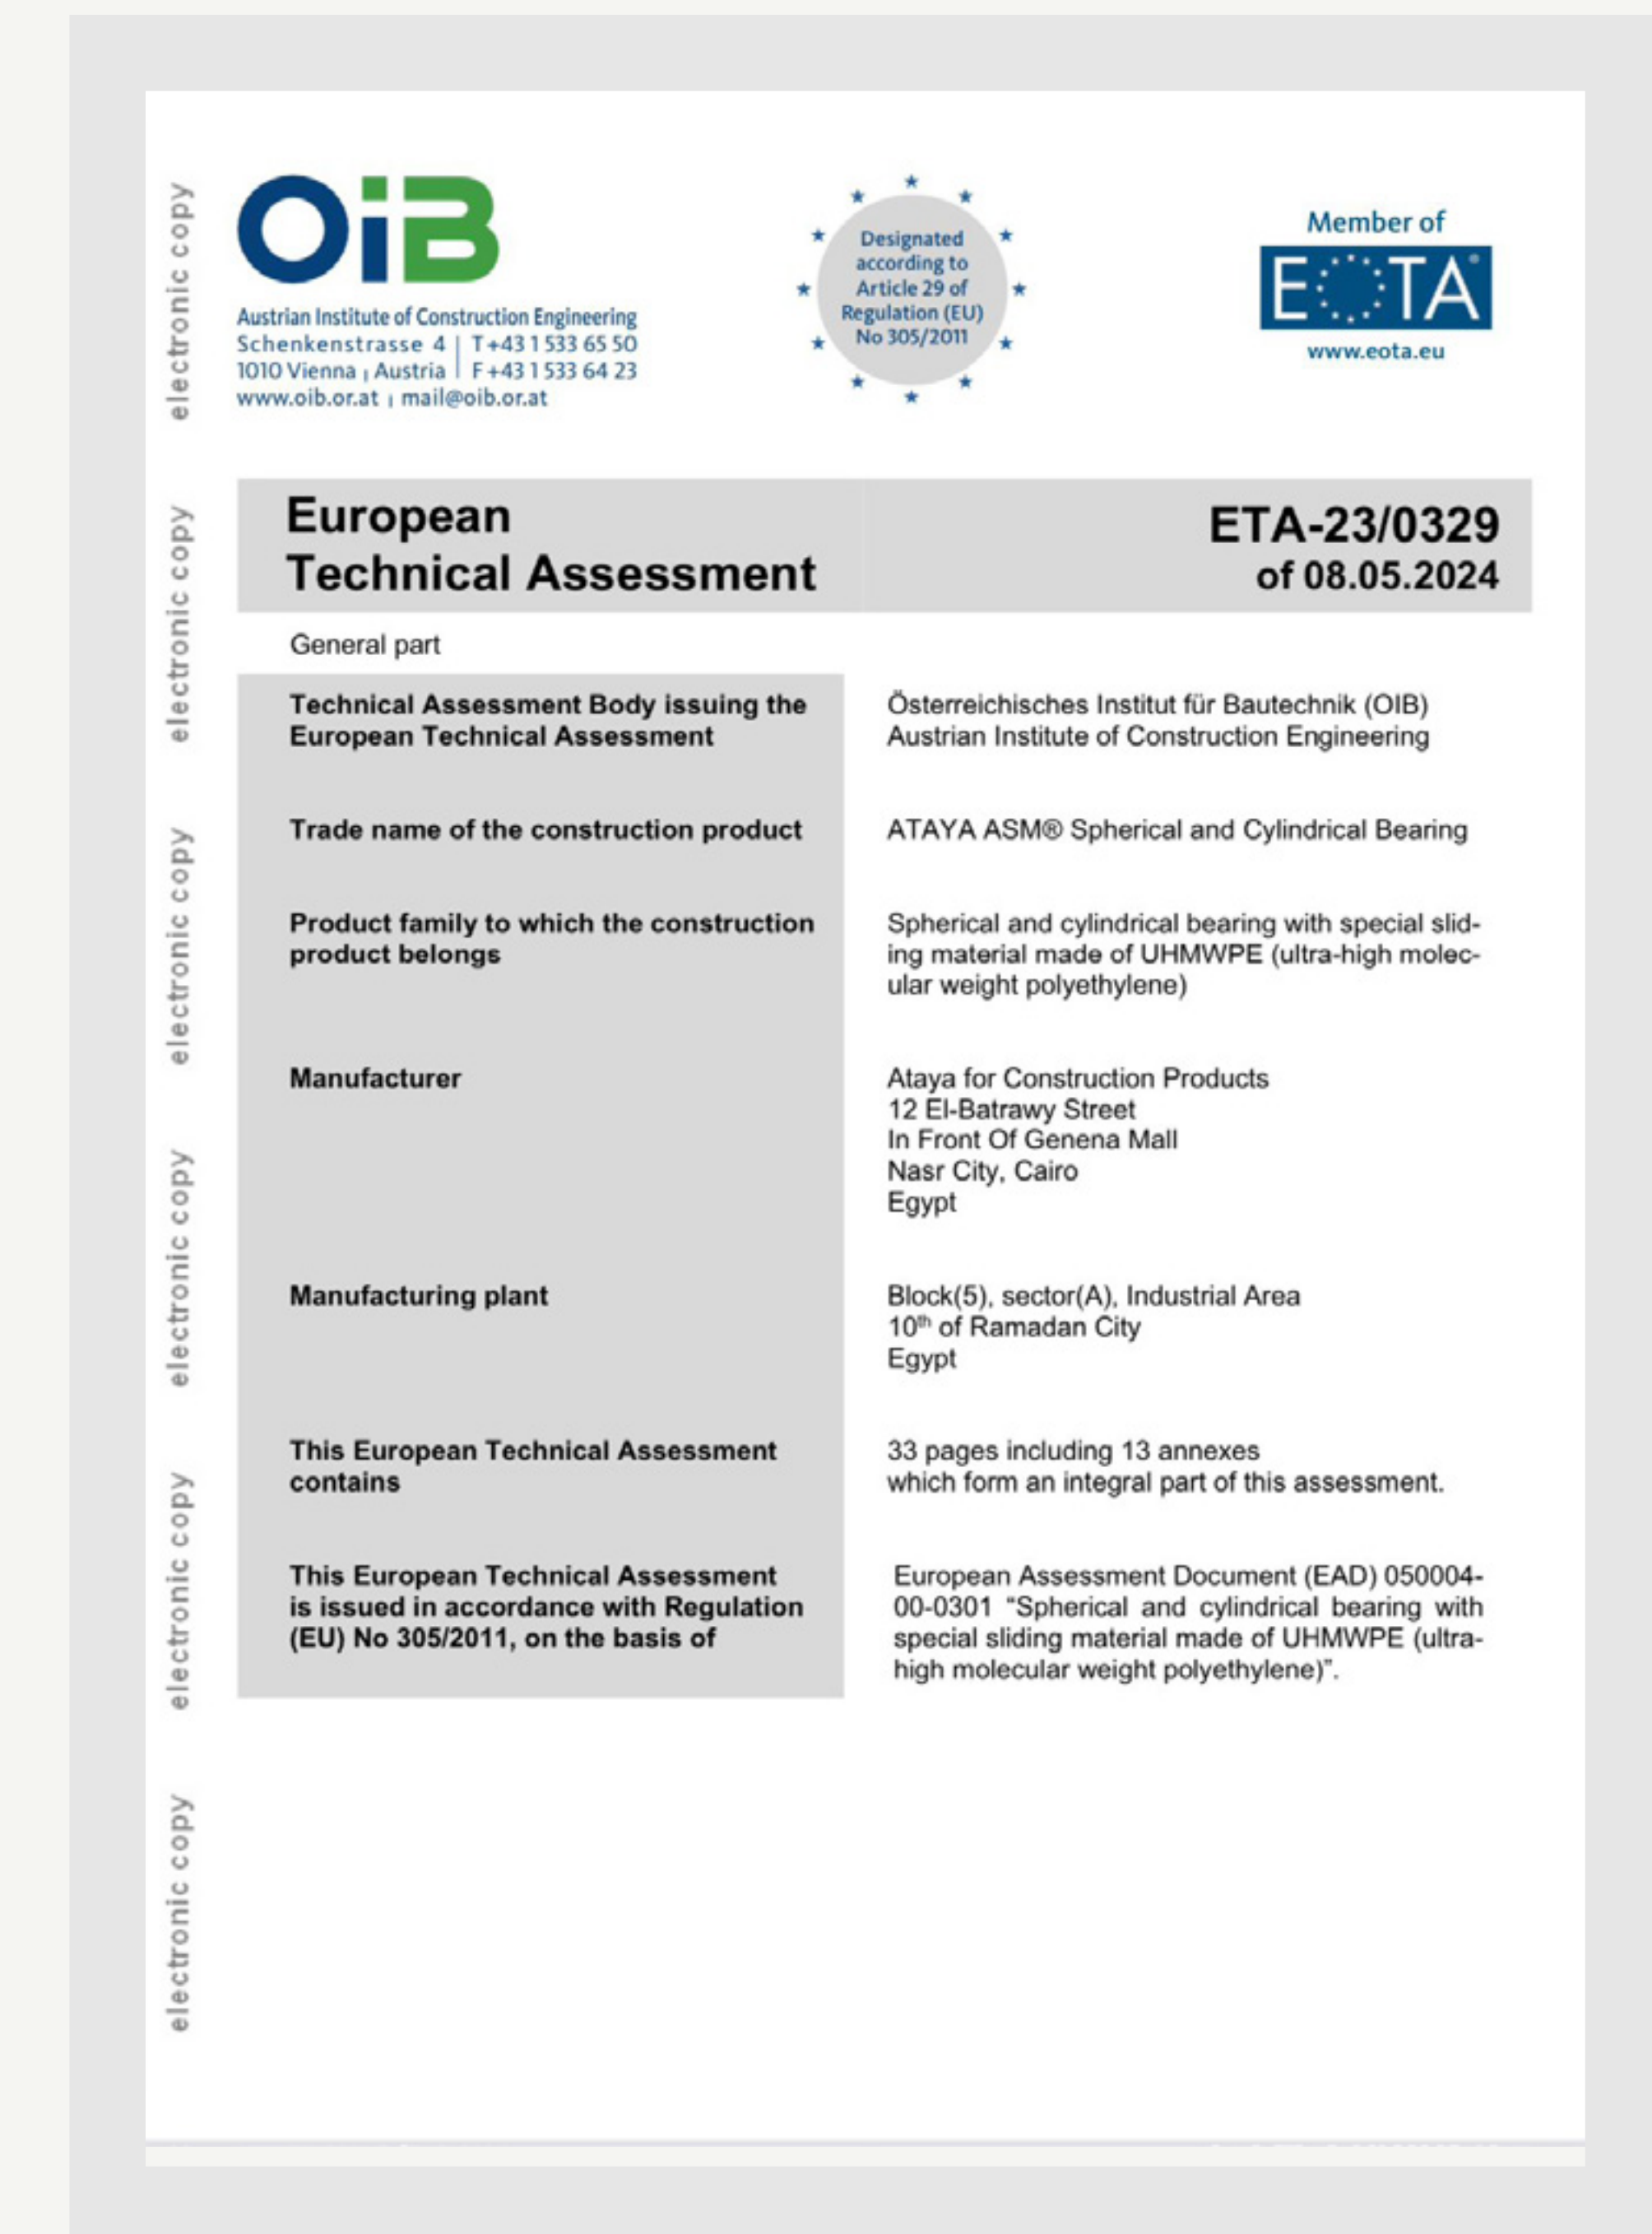 OiB
Austrian Institute of Construction Engineering
Schenkenstrasse 4 | T+43 1 533 65 50
1010 Vienna | Austria | F+43 1 533 64 23
www.oib.or.at | mail@oib.or.at
Designated
according to
Article 29 of
Regulation (EU)
No 305/2011
Member of
EOTA®
www.eota.eu
European
Technical Assessment
ETA-23/0329
of 08.05.2024
General part
Technical Assessment Body issuing the
European Technical Assessment
Österreichisches Institut für Bautechnik (OIB)
Austrian Institute of Construction Engineering
Trade name of the construction product
ATAYA ASM® Spherical and Cylindrical Bearing
Product family to which the construction
product belongs
Spherical and cylindrical bearing with special slid-
ing material made of UHMWPE (ultra-high molec-
ular weight polyethylene)
Manufacturer
Ataya for Construction Products
12 El-Batrawy Street
In Front Of Genena Mall
Nasr City, Cairo
Egypt
Manufacturing plant
Block(5), sector(A), Industrial Area
10th of Ramadan City
Egypt
This European Technical Assessment
contains
33 pages including 13 annexes
which form an integral part of this assessment.
This European Technical Assessment
is issued in accordance with Regulation
(EU) No 305/2011, on the basis of
European Assessment Document (EAD) 050004-
00-0301 “Spherical and cylindrical bearing with
special sliding material made of UHMWPE (ultra-
high molecular weight polyethylene)”.
electronic copy
electronic copy
electronic copy
electronic copy
electronic copy
electronic copy